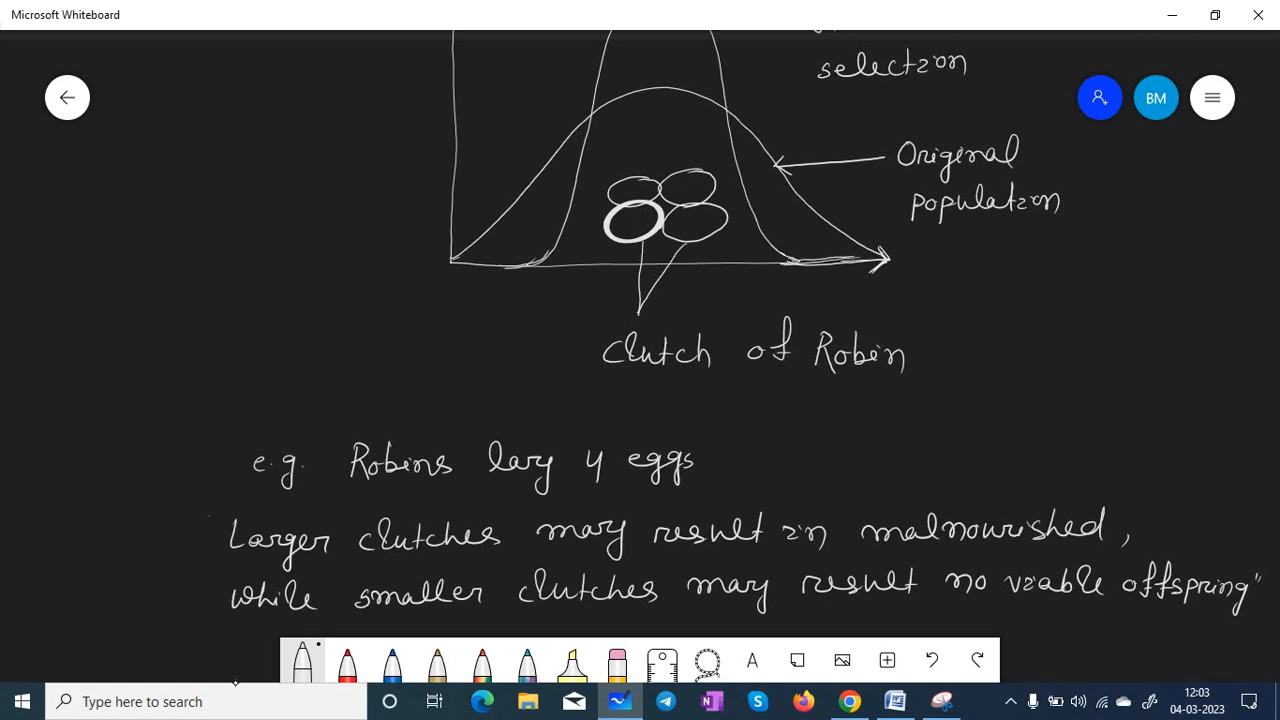 Microsoft Whiteboard
selection
BM
Original
population
Clutch of Robin
e.g. Robins lay 4 eggs
Larger clutches may result in malnourished,
while smaller clutches may result no viable offspring"
A
Type here to search
12:03
04-03-2023